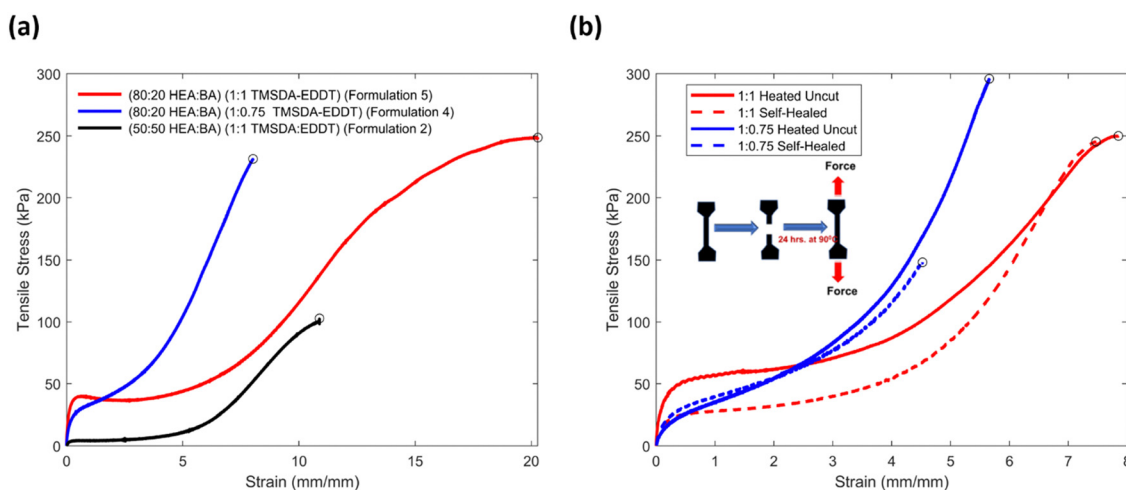 (a)
300
250
200
150
100
50
0
Tensile Stress (kPa)
(80:20 HEA:BA) (1:1 TMSDA-EDDT) (Formulation 5)
(80:20 HEA:BA) (1:0.75 TMSDA-EDDT) (Formulation 4)
(50:50 HEA:BA) (1:1 TMSDA:EDDT) (Formulation 2)
0 5 10 15 20
Strain (mm/mm)
(b)
300
250
200
150
100
50
0
Tensile Stress (kPa)
1:1 Heated Uncut
1:1 Self-Healed
1:0.75 Heated Uncut
1:0.75 Self-Healed
Force
24 hrs. at 90⁰C
Force
0 1 2 3 4 5 6 7 8
Strain (mm/mm)